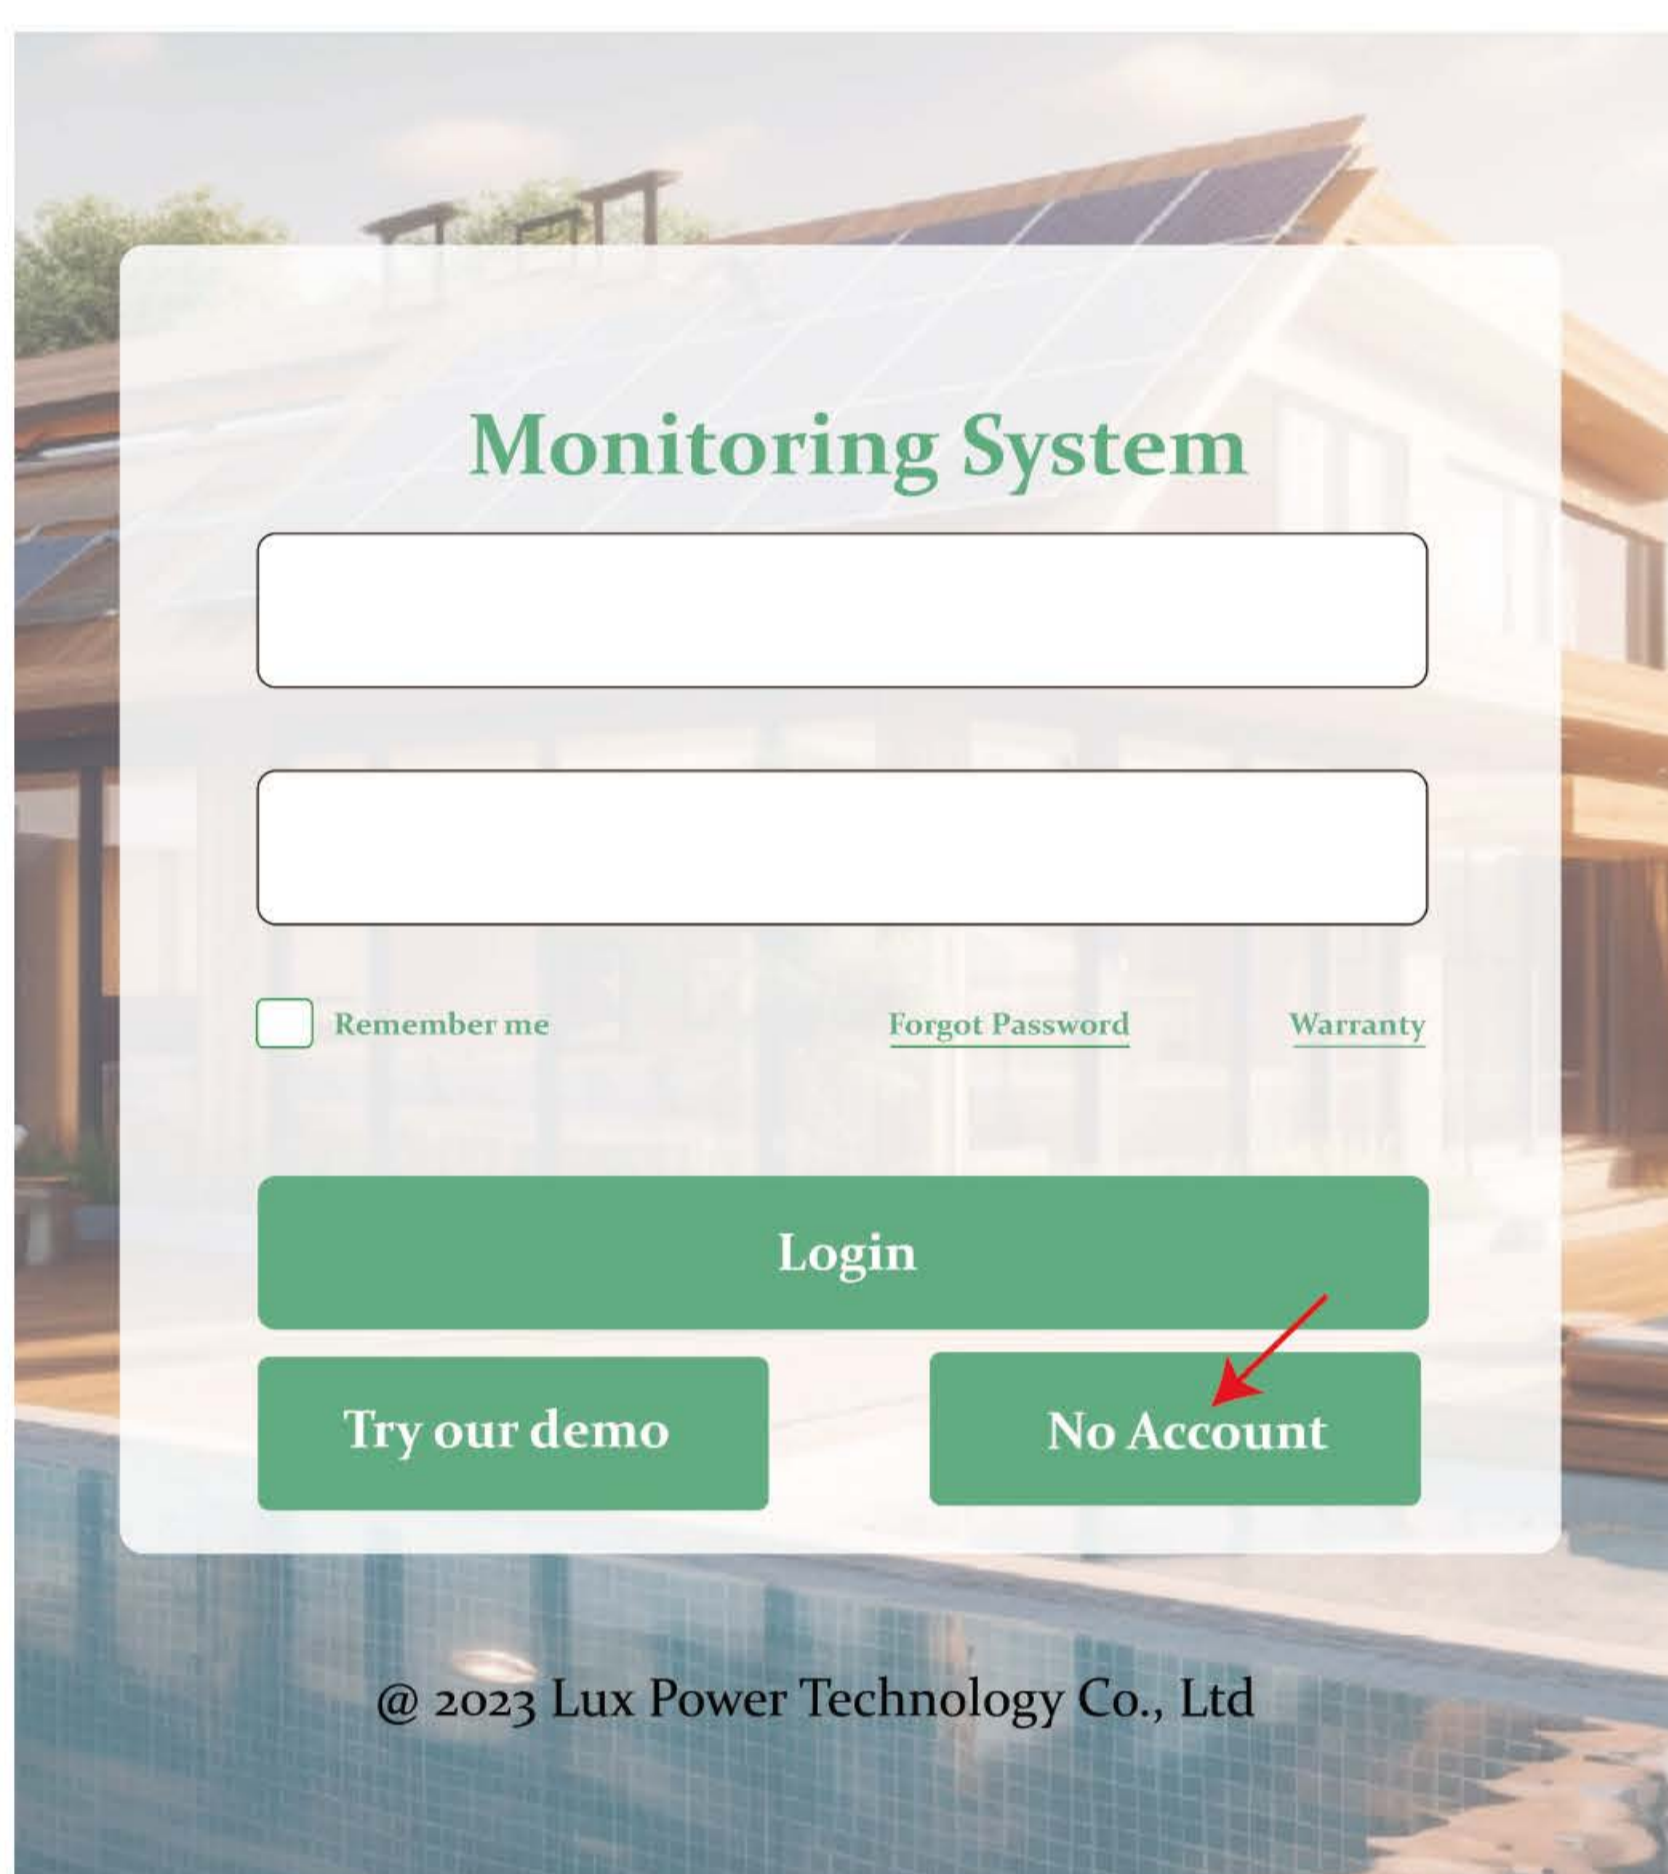 Monitoring System
Remember me Forgot Password Warranty
Login
Try our demo No Account
@ 2023 Lux Power Technology Co., Ltd